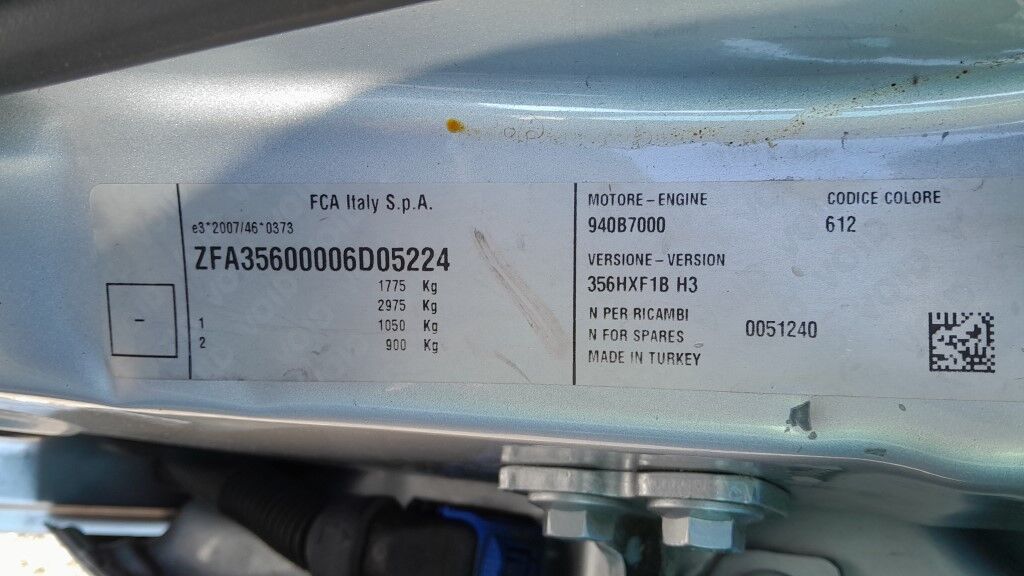 FCA Italy S.p.A.
e3*2007/46*0373
ZFA35600006D05224
1775 Kg
2975 Kg
1 1050 Kg
2 900 Kg
-
MOTORE - ENGINE
940B7000
CODICE COLORE
612
VERSIONE - VERSION
356HXF1B H3
N PER RICAMBI
N FOR SPARES
0051240
MADE IN TURKEY